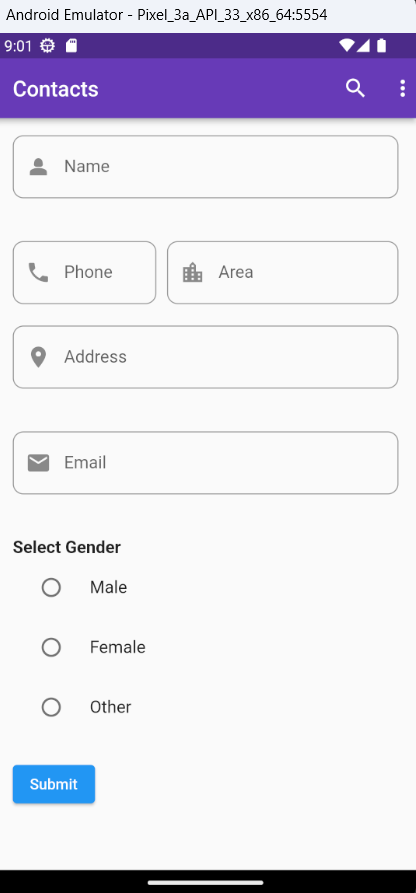 Android Emulator - Pixel_3a_API_33_x86_64:5554
9:01
Contacts
Name
Phone Area
Address
Email
Select Gender
Male
Female
Other
Submit